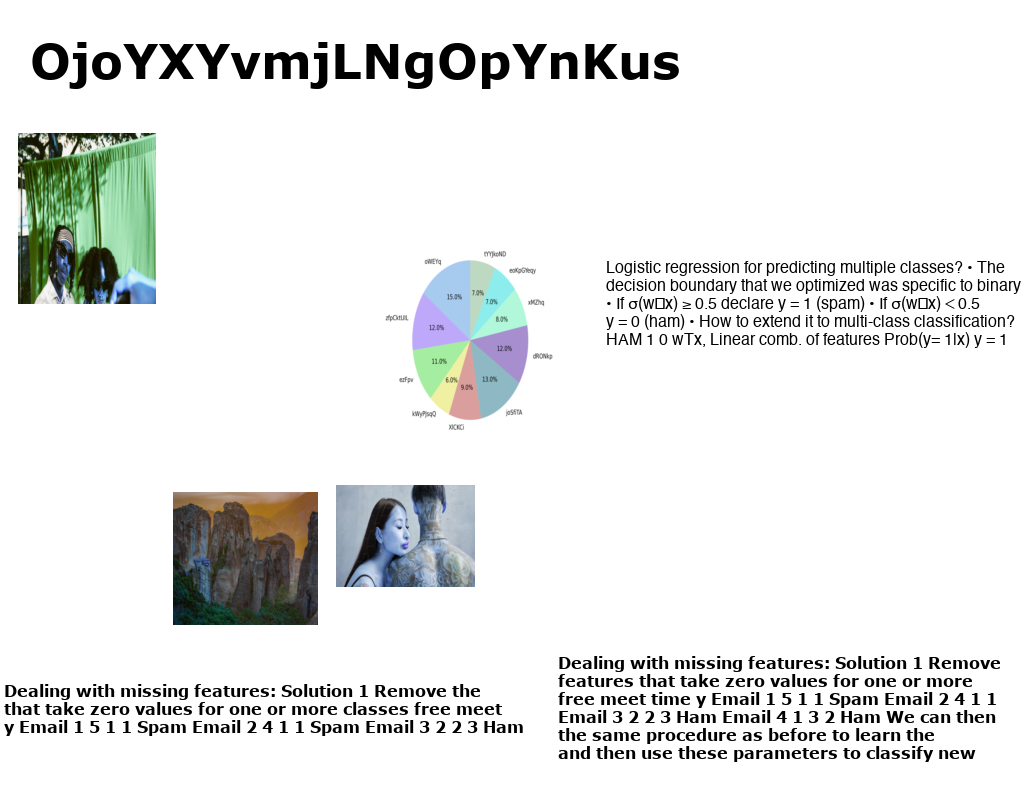 OjoYXYvmjLNgOpYnKus
tYYJkoND
oWEYq
eoKpGYeqy
15.0%
7.0%
7.0%
xMZhq
zfpCktUIL
8.0%
12.0%
12.0%
dRONkp
11.0%
ezFpv
6.0%
9.0%
13.0%
kWyPJsqQ
XlCKCi
Logistic regression for predicting multiple classes? • The
decision boundary that we optimized was specific to binary
• If σ(w□x) ≥ 0.5 declare y = 1 (spam) • If σ(w□x) < 0.5
y = 0 (ham) • How to extend it to multi-class classification?
HAM 1 0 wTx, Linear comb. of features Prob(y= 1|x) y = 1
Dealing with missing features: Solution 1 Remove the
that take zero values for one or more classes free meet
y Email 1 5 1 1 Spam Email 2 4 1 1 Spam Email 3 2 2 3 Ham
Dealing with missing features: Solution 1 Remove
features that take zero values for one or more
free meet time y Email 1 5 1 1 Spam Email 2 4 1 1
Email 3 2 2 3 Ham Email 4 1 3 2 Ham We can then
the same procedure as before to learn the
and then use these parameters to classify new